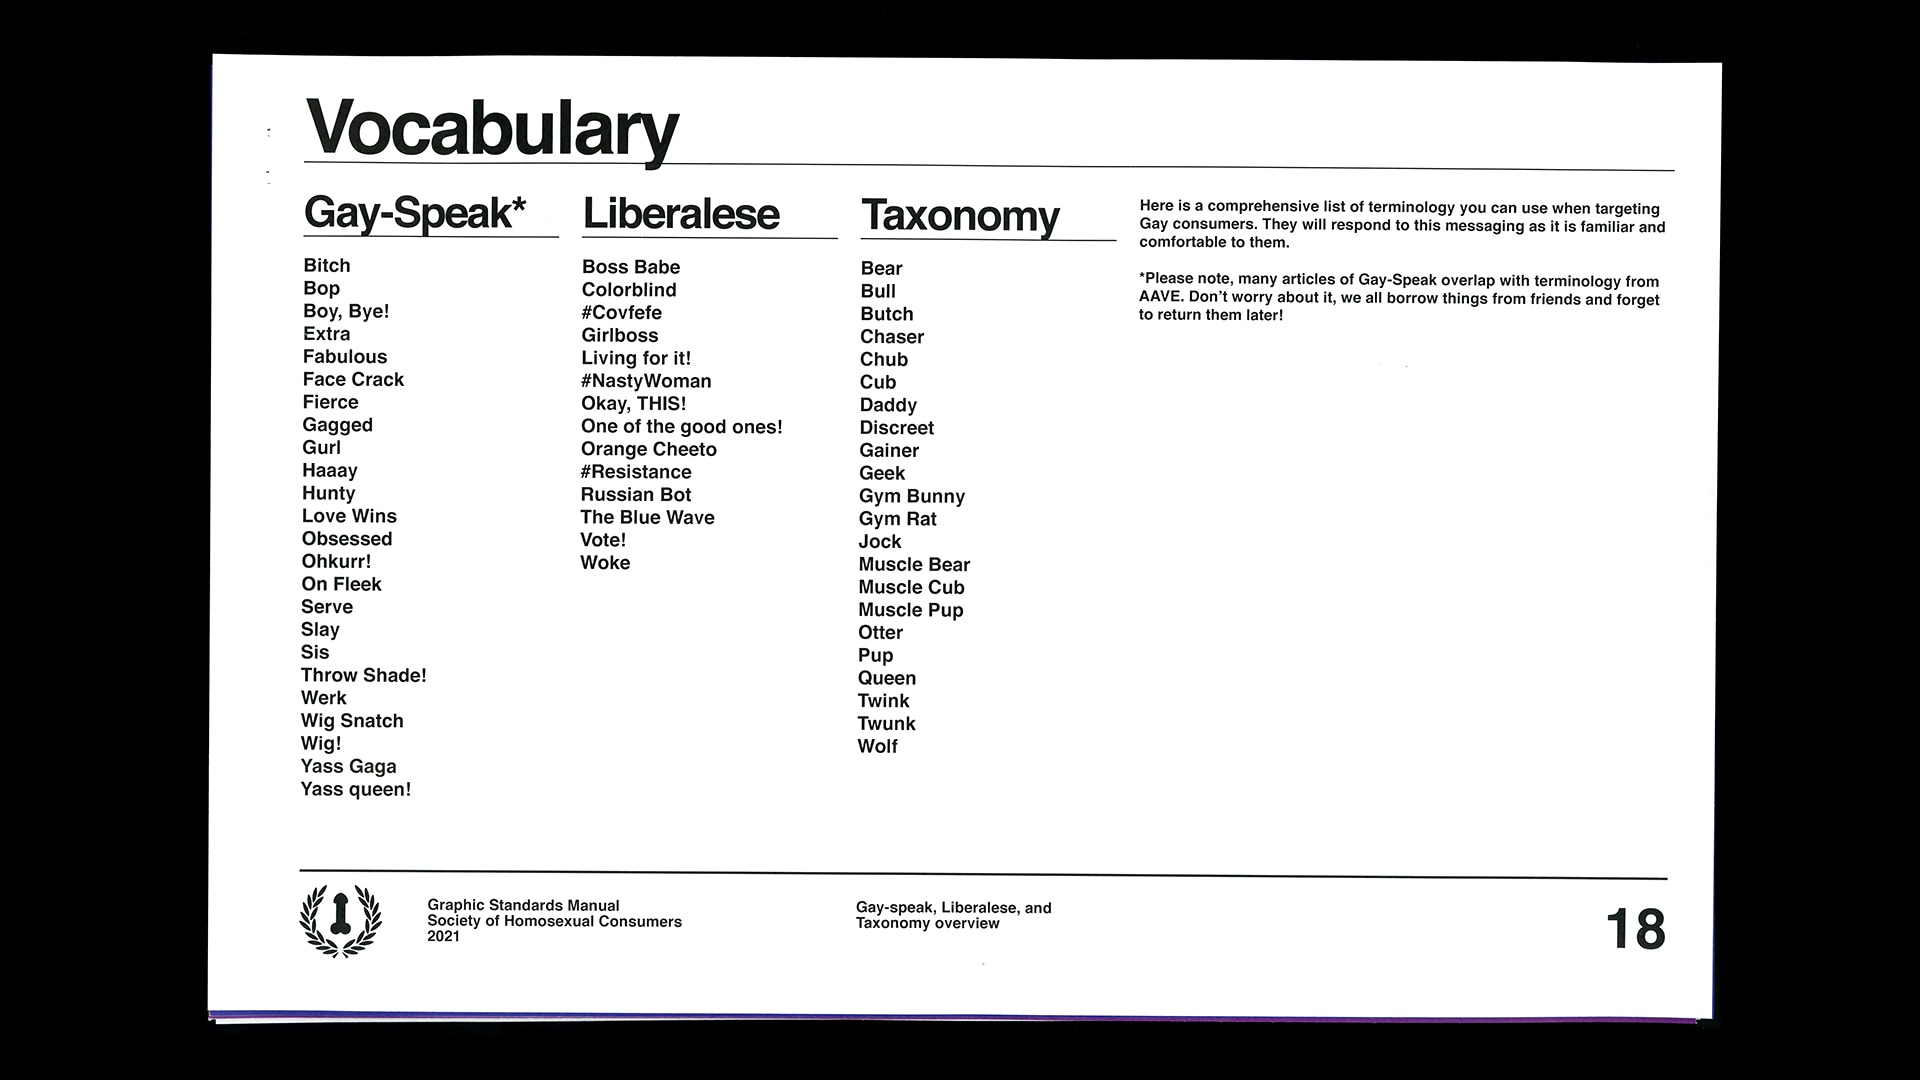 Vocabulary
Gay-Speak*
Bitch
Bop
Boy, Bye!
Extra
Fabulous
Face Crack
Fierce
Gagged
Gurl
Haaay
Hunty
Love Wins
Obsessed
Ohkurr!
On Fleek
Serve
Slay
Sis
Throw Shade!
Werk
Wig Snatch
Wig!
Yass Gaga
Yass queen!
Liberalese
Boss Babe
Colorblind
#Covfefe
Girlboss
Living for it!
#NastyWoman
Okay, THIS!
One of the good ones!
Orange Cheeto
#Resistance
Russian Bot
The Blue Wave
Vote!
Woke
Taxonomy
Bear
Bull
Butch
Chaser
Chub
Cub
Daddy
Discreet
Gainer
Geek
Gym Bunny
Gym Rat
Jock
Muscle Bear
Muscle Cub
Muscle Pup
Otter
Pup
Queen
Twink
Twunk
Wolf
Here is a comprehensive list of terminology you can use when targeting
Gay consumers. They will respond to this messaging as it is familiar and
comfortable to them.
*Please note, many articles of Gay-Speak overlap with terminology from
AAVE. Don’t worry about it, we all borrow things from friends and forget
to return them later!
Graphic Standards Manual
Society of Homosexual Consumers
2021
Gay-speak, Liberalese, and
Taxonomy overview
18